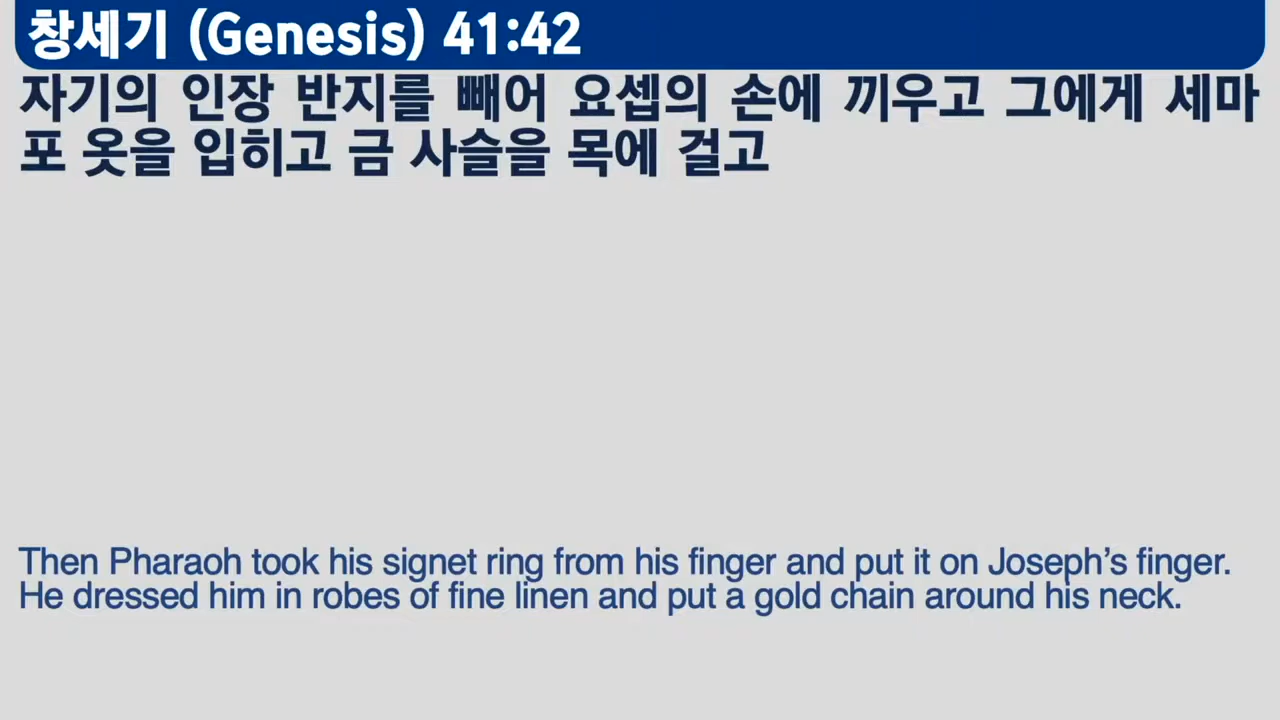 창세기 (Genesis) 41:42
자기의 인장 반지를 빼어 요셉의 손에 끼우고 그에게 세마
포 옷을 입히고 금 사슬을 목에 걸고
Then Pharaoh took his signet ring from his finger and put it on Joseph’s finger.
He dressed him in robes of fine linen and put a gold chain around his neck.